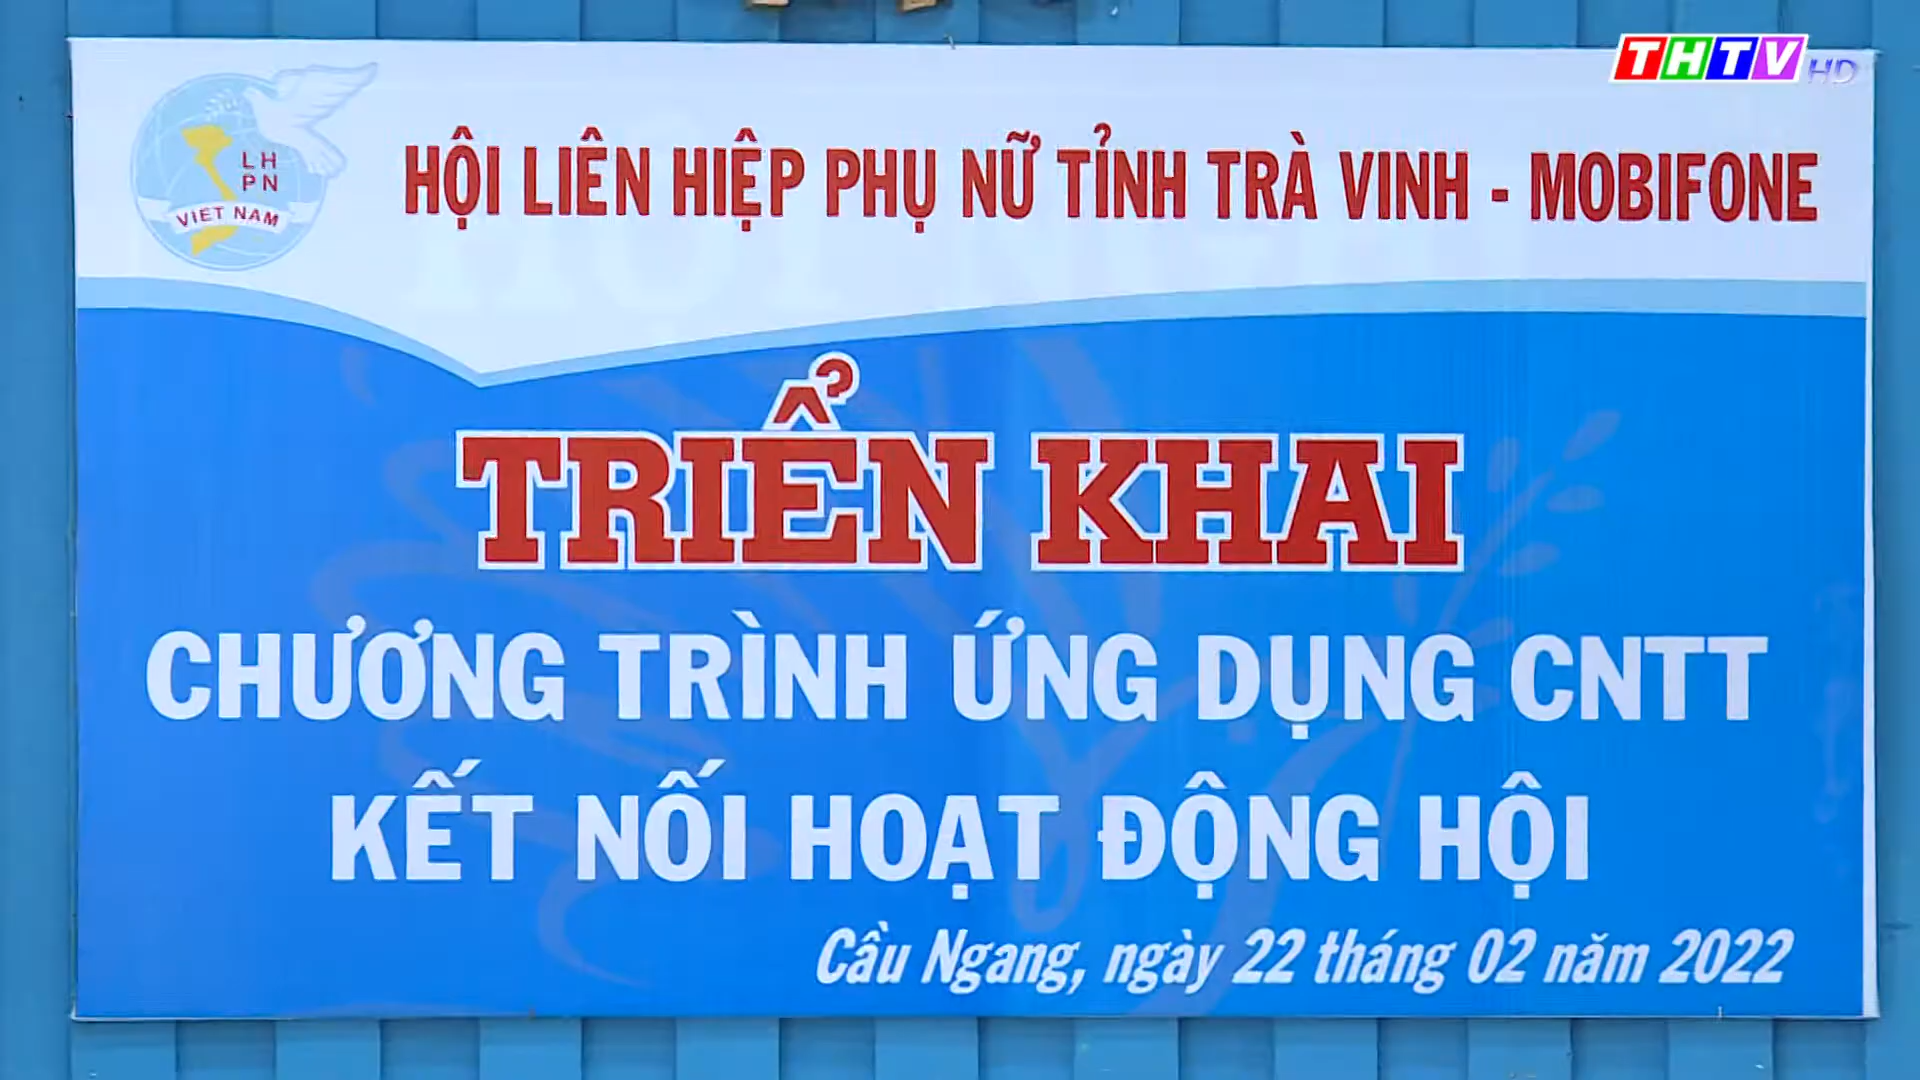 THTV HD
LH
PN
VIET NAM
HỘI LIÊN HIỆP PHỤ NỮ TỈNH TRÀ VINH - MOBIFONE
TRIỂN KHAI
CHƯƠNG TRÌNH ỨNG DỤNG CNTT
KẾT NỐI HOẠT ĐỘNG HỘI
Cầu Ngang, ngày 22 tháng 02 năm 2022